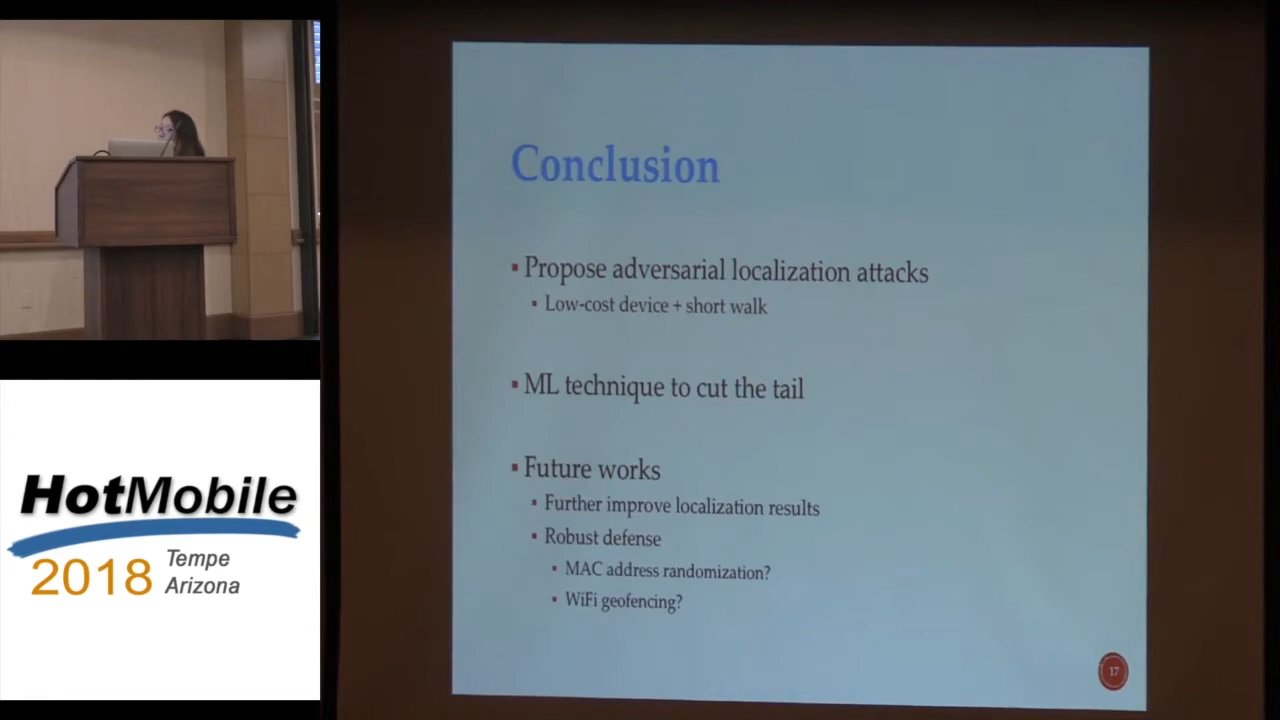 Conclusion
Propose adversarial localization attacks
Low-cost device + short walk
ML technique to cut the tail
Future works
Further improve localization results
Robust defense
MAC address randomization?
WiFi geofencing?
17
HotMobile
2018 Tempe
Arizona